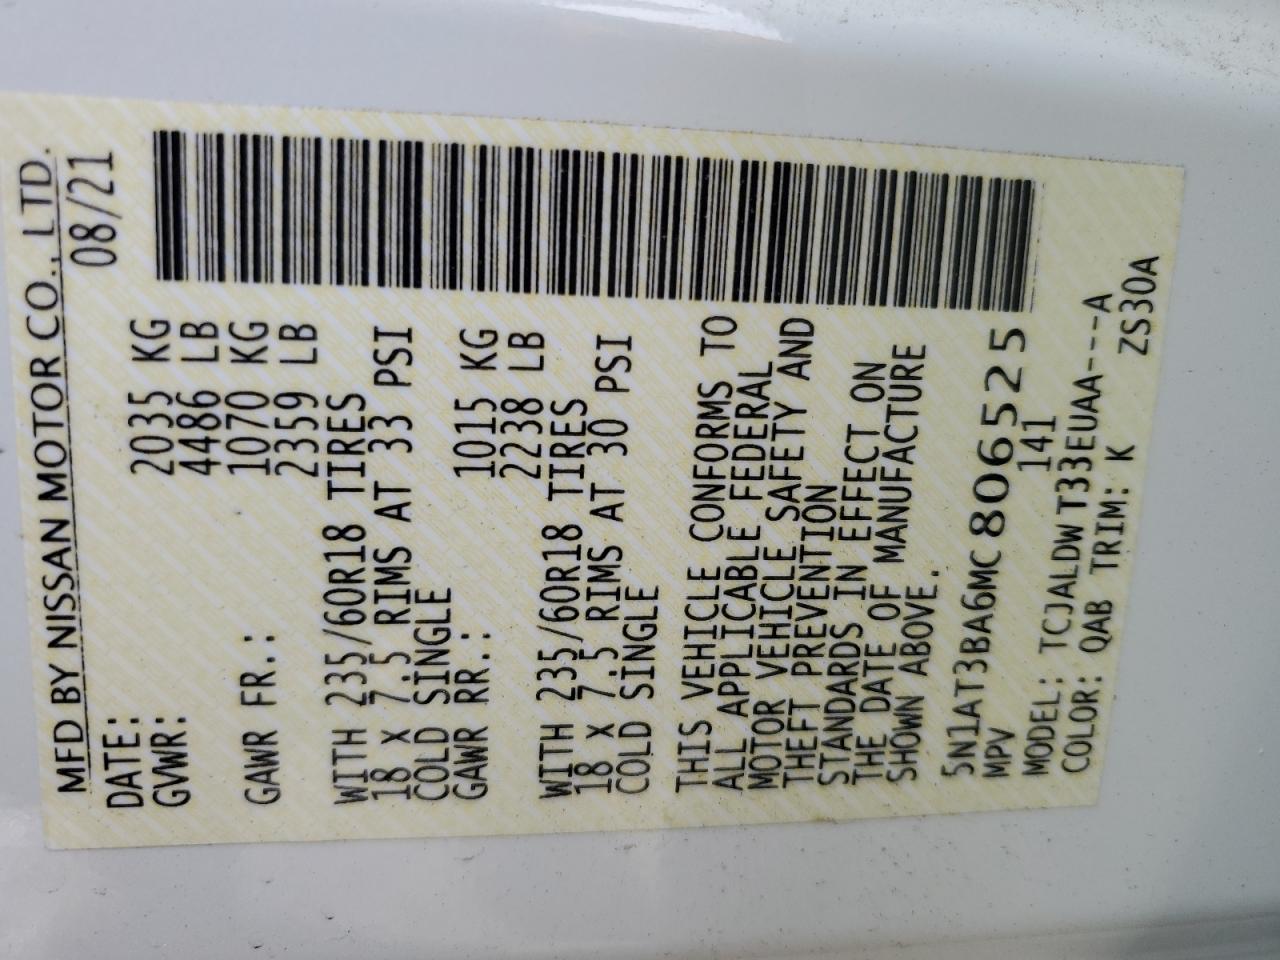 MFD BY NISSAN MOTOR CO., LTD.
DATE: 08/21
GVWR: 2035 KG
4486 LB
GAWR FR.: 1070 KG
2359 LB
WITH 235/60R18 TIRES
18 X 7.5 RIMS AT 33 PSI
COLD SINGLE
GAWR RR.: 1015 KG
2238 LB
WITH 235/60R18 TIRES
18 X 7.5 RIMS AT 30 PSI
COLD SINGLE
THIS VEHICLE CONFORMS TO
ALL APPLICABLE FEDERAL
MOTOR VEHICLE SAFETY AND
THEFT PREVENTION
STANDARDS IN EFFECT ON
THE DATE OF MANUFACTURE
SHOWN ABOVE.
5N1AT3BA6MC806525
MPV 141
MODEL: TCJALDWT33EUAA---A
COLOR: QAB TRIM: K ZS30A